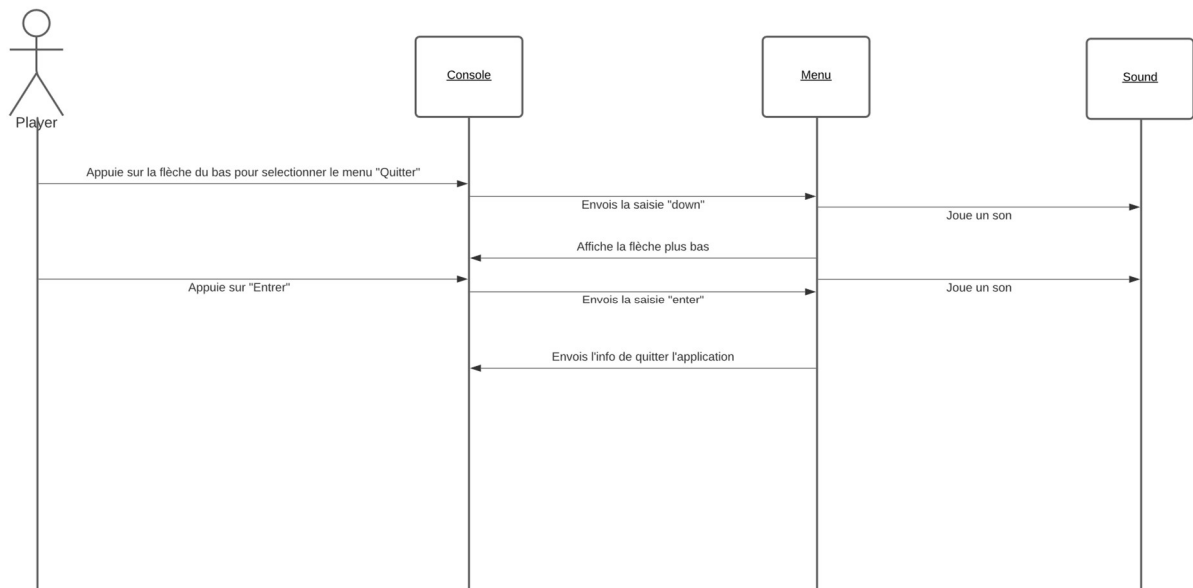 Player
Console
Menu
Sound
Appuie sur la flèche du bas pour selectionner le menu "Quitter"
Envois la saisie "down"
Joue un son
Affiche la flèche plus bas
Appuie sur "Entrer"
Envois la saisie "enter"
Joue un son
Envois l'info de quitter l'application